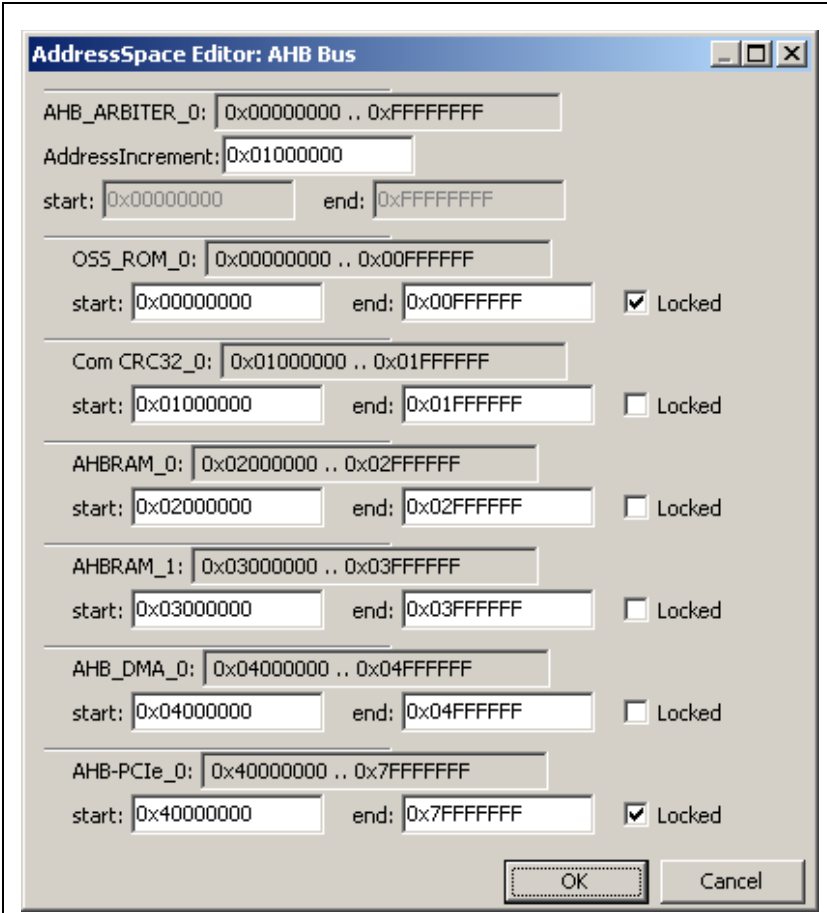 AddressSpace Editor: AHB Bus
AHB_ARBITER_0: 0x00000000 .. 0xFFFFFFFF
AddressIncrement: 0x01000000
start: 0x00000000 end: 0xFFFFFFFF
OSS_ROM_0: 0x00000000 .. 0x00FFFFFF
start: 0x00000000 end: 0x00FFFFFF Locked
Com CRC32_0: 0x01000000 .. 0x01FFFFFF
start: 0x01000000 end: 0x01FFFFFF Locked
AHBRAM_0: 0x02000000 .. 0x02FFFFFF
start: 0x02000000 end: 0x02FFFFFF Locked
AHBRAM_1: 0x03000000 .. 0x03FFFFFF
start: 0x03000000 end: 0x03FFFFFF Locked
AHB_DMA_0: 0x04000000 .. 0x04FFFFFF
start: 0x04000000 end: 0x04FFFFFF Locked
AHB-PCIe_0: 0x40000000 .. 0x7FFFFFFF
start: 0x40000000 end: 0x7FFFFFFF Locked
OK Cancel